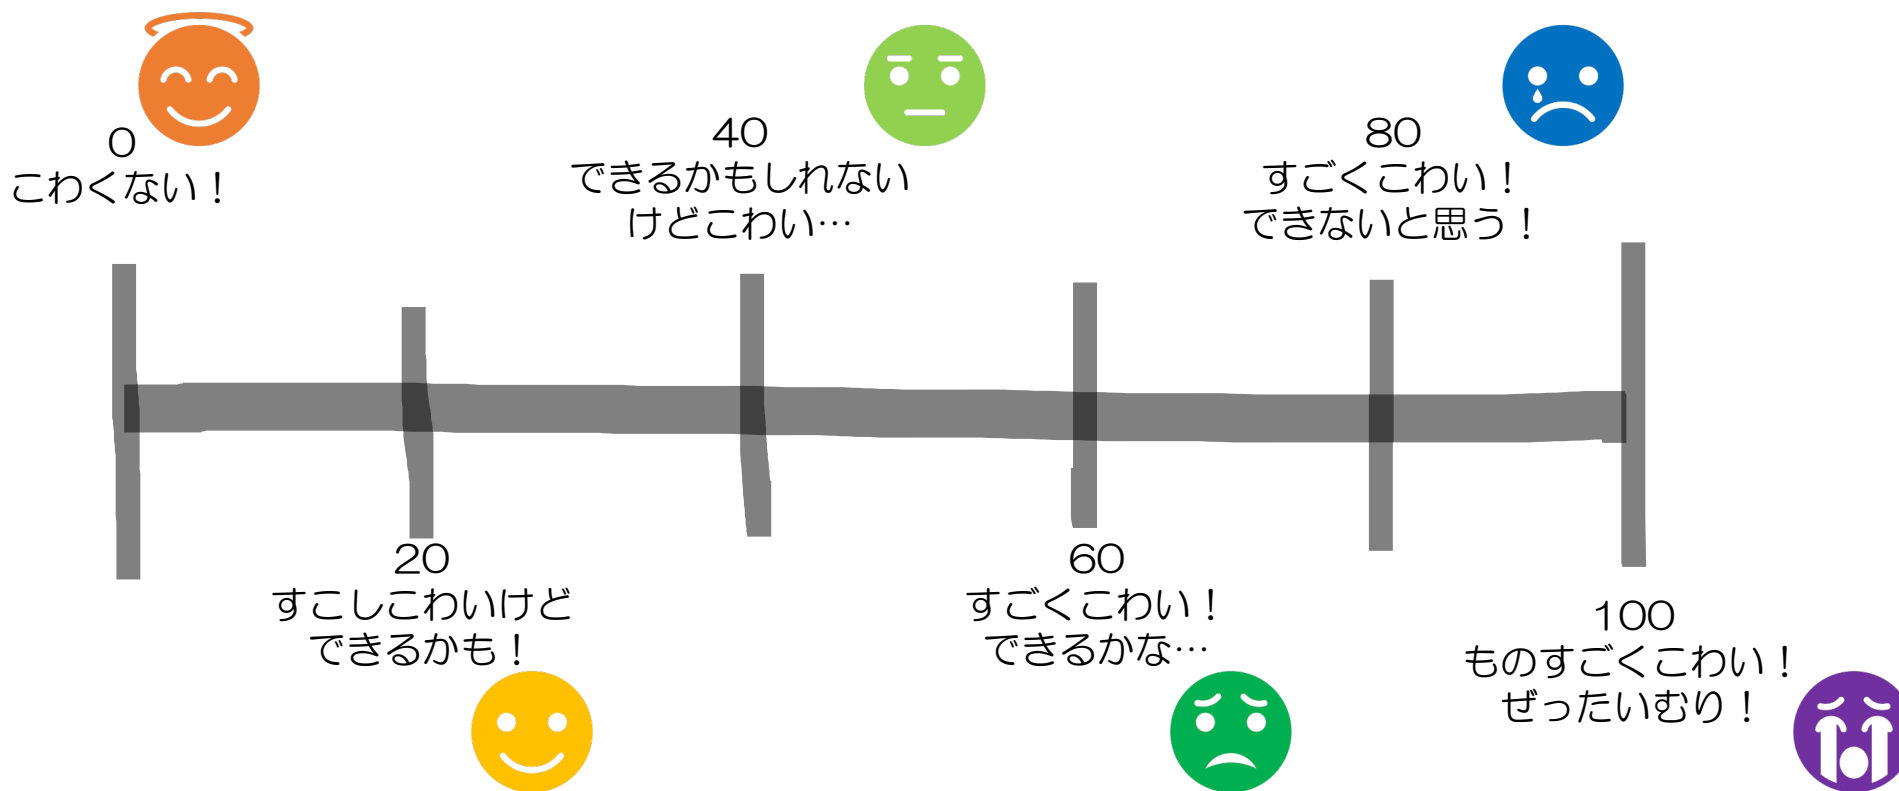 0
こわくない！
20
すこしこわいけど
できるかも！
40
できるかもしれない
けどこわい…
60
すごくこわい！
できるかな…
80
すごくこわい！
できないと思う！
100
ものすごくこわい！
ぜったいむり！